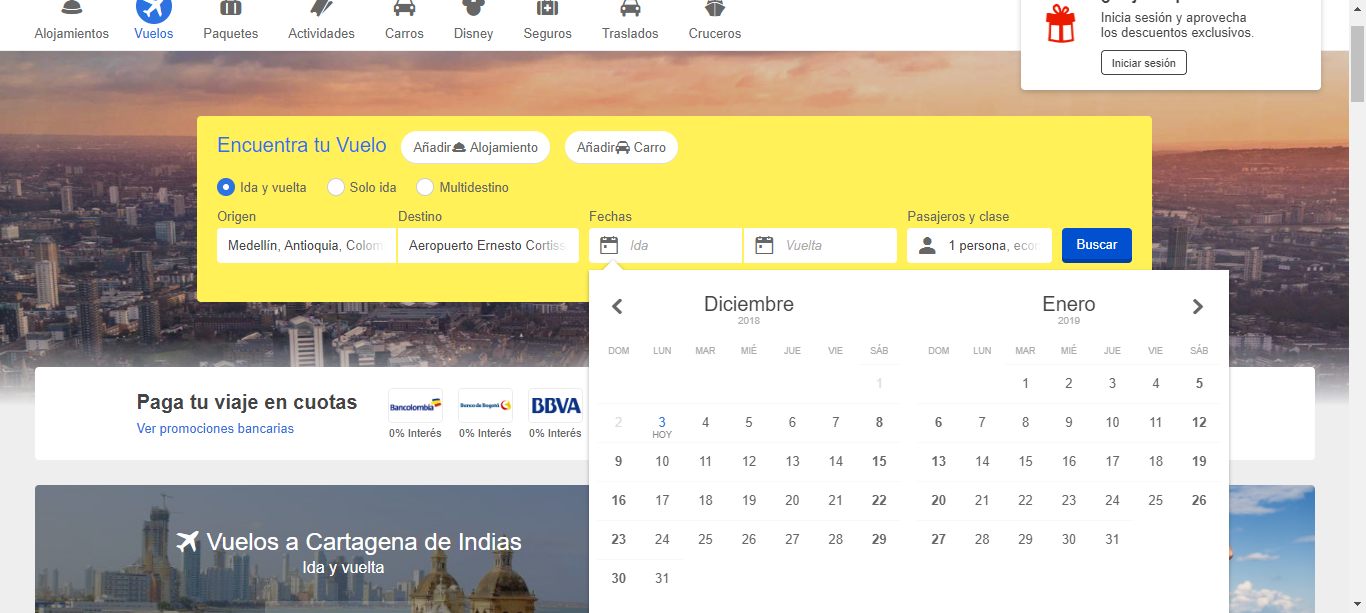 Alojamientos Vuelos Paquetes Actividades Carros Disney Seguros Traslados Cruceros
Inicia sesión y aprovecha
los descuentos exclusivos.
Iniciar sesión
Encuentra tu Vuelo Añadir Alojamiento Añadir Carro
Ida y vuelta Solo ida Multidestino
Origen Destino Fechas Pasajeros y clase
Medellín, Antioquia, Colom Aeropuerto Ernesto Cortiss Ida Vuelta 1 persona, econ Buscar
Diciembre Enero
2018 2019
DOM LUN MAR MIÉ JUE VIE SÁB DOM LUN MAR MIÉ JUE VIE SÁB
1 1 2 3 4 5
2 3 4 5 6 7 8 6 7 8 9 10 11 12
HOY
9 10 11 12 13 14 15 13 14 15 16 17 18 19
16 17 18 19 20 21 22 20 21 22 23 24 25 26
23 24 25 26 27 28 29 27 28 29 30 31
30 31
Paga tu viaje en cuotas
Ver promociones bancarias
Bancolombia Banco de Bogotá BBVA
0% Interés 0% Interés 0% Interés
Vuelos a Cartagena de Indias
Ida y vuelta